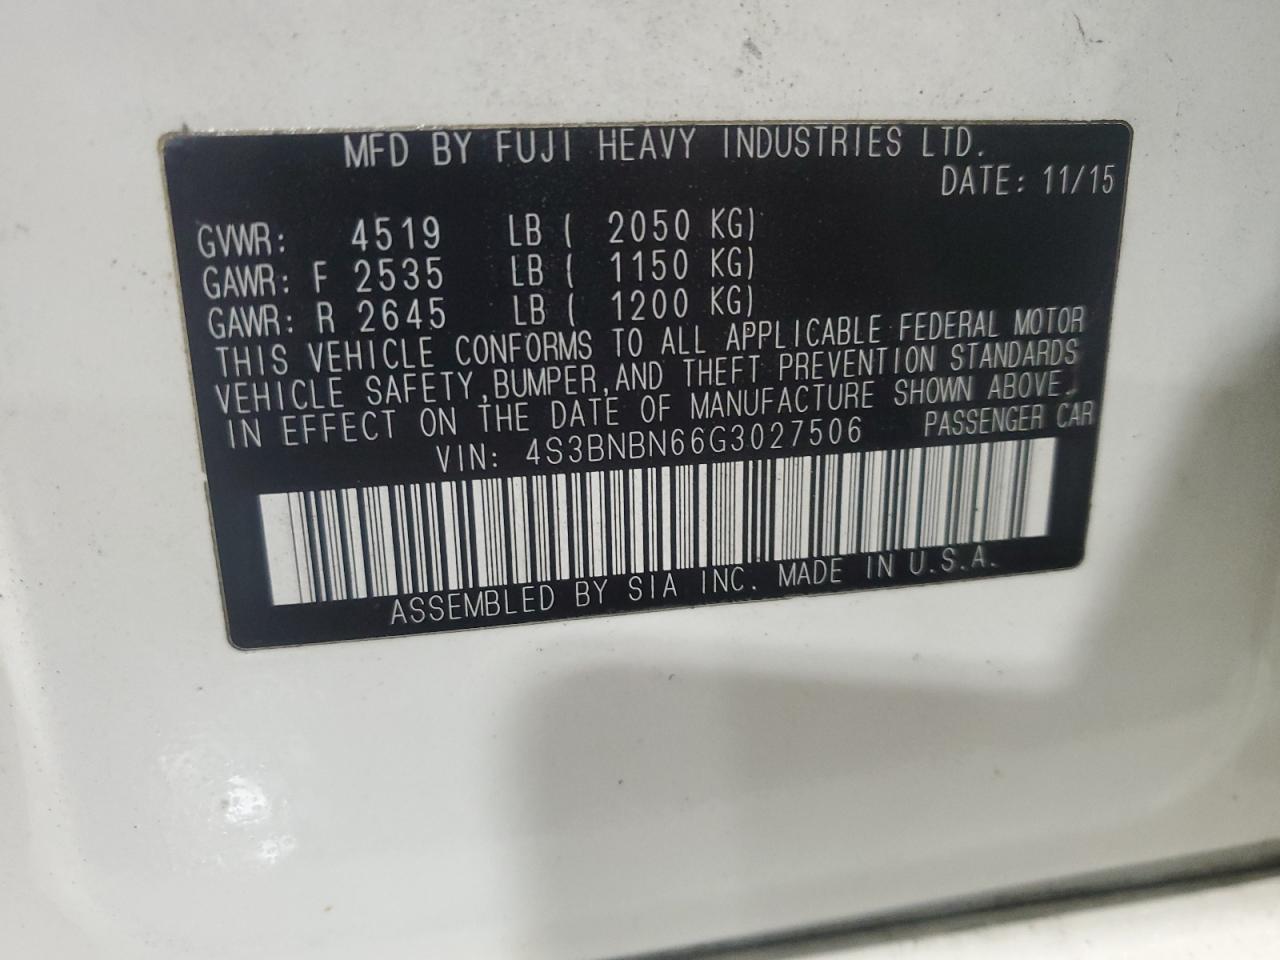 MFD BY FUJI HEAVY INDUSTRIES LTD.
DATE: 11/15
GVWR: 4519 LB ( 2050 KG)
GAWR: F 2535 LB ( 1150 KG)
GAWR: R 2645 LB ( 1200 KG)
THIS VEHICLE CONFORMS TO ALL APPLICABLE FEDERAL MOTOR
VEHICLE SAFETY, BUMPER, AND THEFT PREVENTION STANDARDS
IN EFFECT ON THE DATE OF MANUFACTURE SHOWN ABOVE.
VIN: 4S3BNBN66G3027506 PASSENGER CAR
ASSEMBLED BY SIA INC. MADE IN U.S.A.